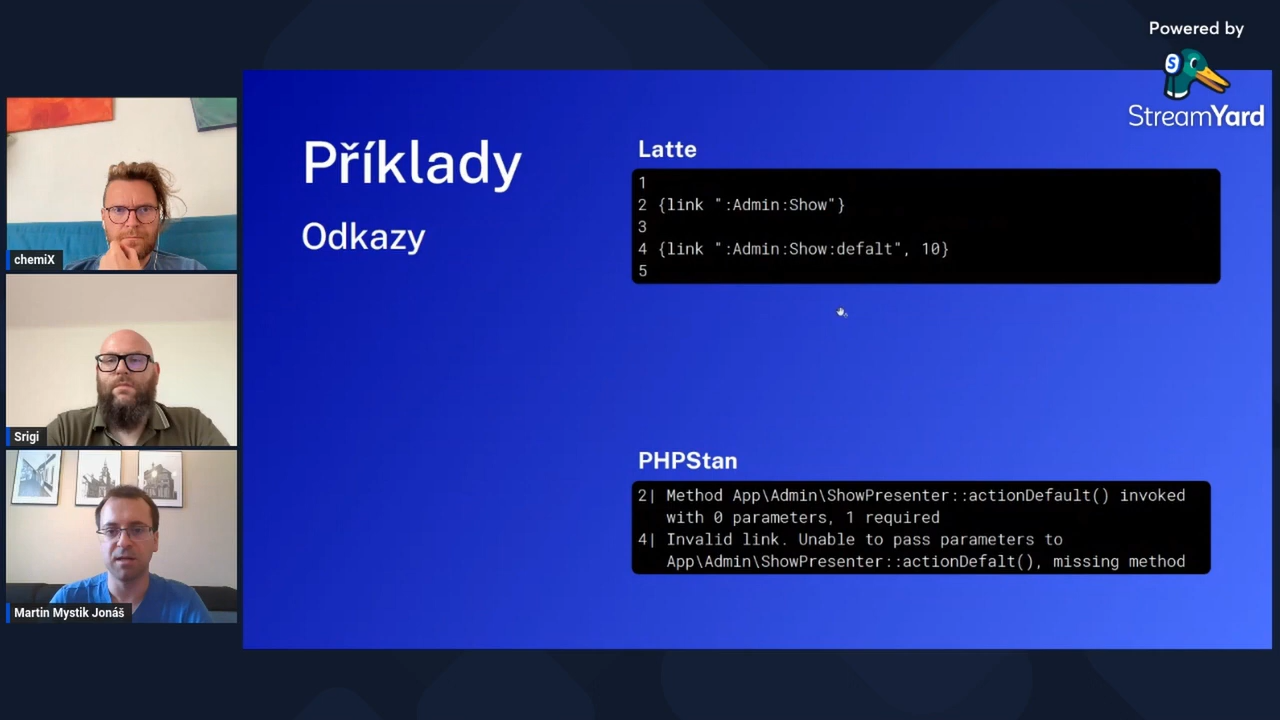 Powered by
StreamYard
chemiX
Srigi
Martin Mystik Jonáš
Příklady
Odkazy
Latte
1
2 {link ":Admin:Show"}
3
4 {link ":Admin:Show:defalt", 10}
5
PHPStan
2| Method App\Admin\ShowPresenter::actionDefault() invoked
with 0 parameters, 1 required
4| Invalid link. Unable to pass parameters to
App\Admin\ShowPresenter::actionDefalt(), missing method